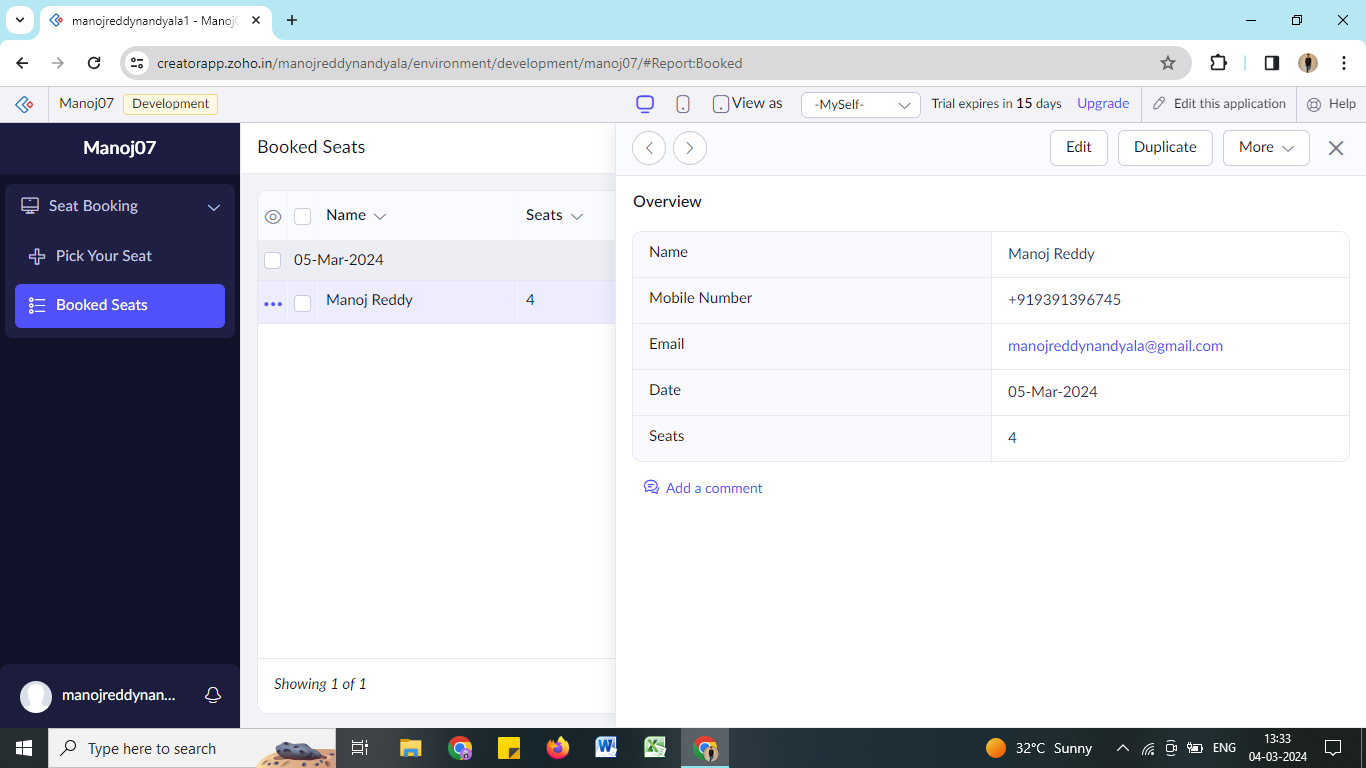 manojreddynandyala1 - Manoj
creatorapp.zoho.in/manojreddynandyala/environment/development/manoj07/#Report:Booked
Manoj07 Development View as -MySelf- Trial expires in 15 days Upgrade Edit this application Help
Manoj07
Seat Booking
Pick Your Seat
Booked Seats
manojreddynan...
Booked Seats
Name Seats
05-Mar-2024
Manoj Reddy 4
Showing 1 of 1
Edit Duplicate More
Overview
Name Manoj Reddy
Mobile Number +919391396745
Email manojreddynandyala@gmail.com
Date 05-Mar-2024
Seats 4
Add a comment
Type here to search
32°C Sunny
ENG
13:33
04-03-2024